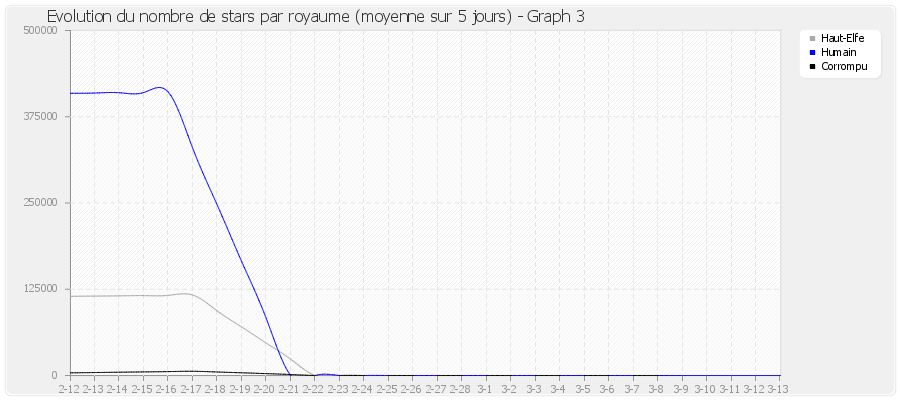 Evolution du nombre de stars par royaume (moyenne sur 5 jours) - Graph 3
500000
375000
250000
125000
0
Haut-Elfe
Humain
Corrompu
2-12 2-13 2-14 2-15 2-16 2-17 2-18 2-19 2-20 2-21 2-22 2-23 2-24 2-25 2-26 2-27 2-28 3-1 3-2 3-3 3-4 3-5 3-6 3-7 3-8 3-9 3-10 3-11 3-12 3-13